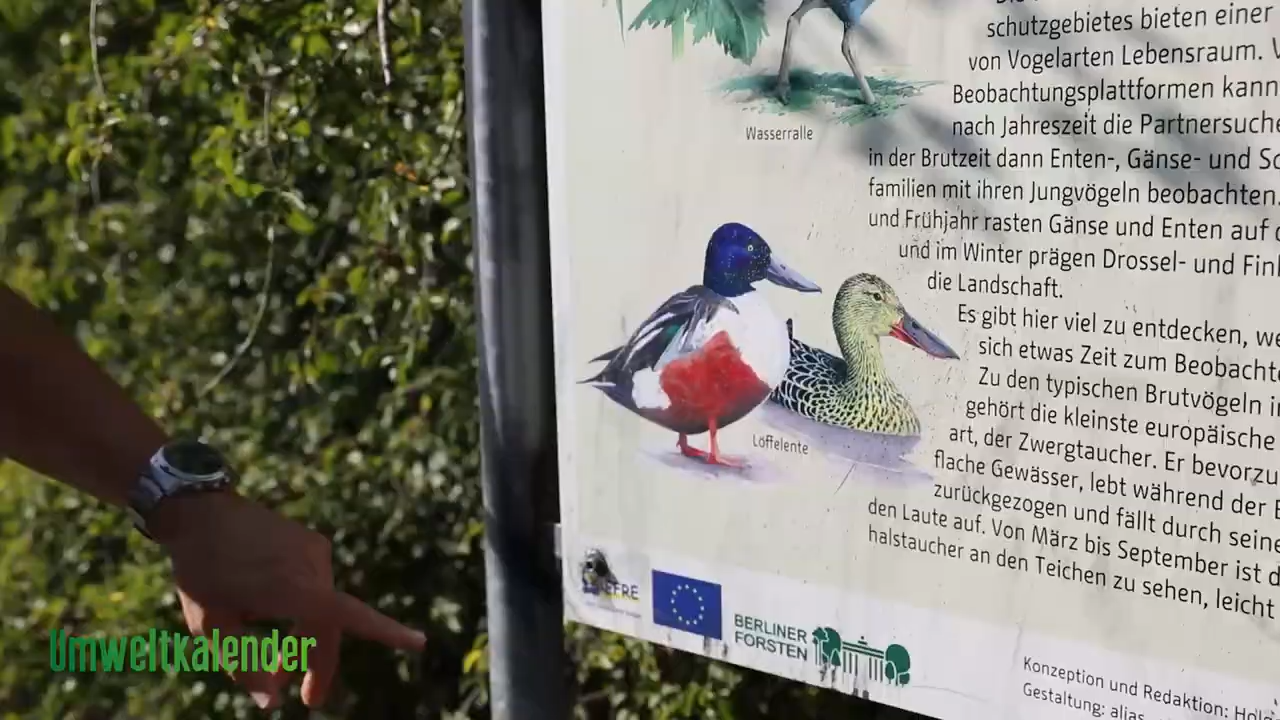 schutzgebietes bieten einer
von Vogelarten Lebensraum.
Beobachtungsplattformen kann
nach Jahreszeit die Partnersuche
in der Brutzeit dann Enten-, Gänse- und
familien mit ihren Jungvögeln beobachten.
und Frühjahr rasten Gänse und Enten auf
und im Winter prägen Drossel- und
die Landschaft.
Es gibt hier viel zu entdecken,
sich etwas Zeit zum
Zu den typischen Brutvögeln
gehört die kleinste europäische
art, der Zwergtaucher. Er
flache Gewässer, lebt während der
zurückgezogen und fällt durch seine
den Laute auf. Von März bis September ist
halstaucher an den Teichen zu sehen, leicht
Wasserralle
Löffelente
EFRE
BERLINER
FORSTEN
Konzeption und Redaktion:
Gestaltung: alias
Umweltkalender